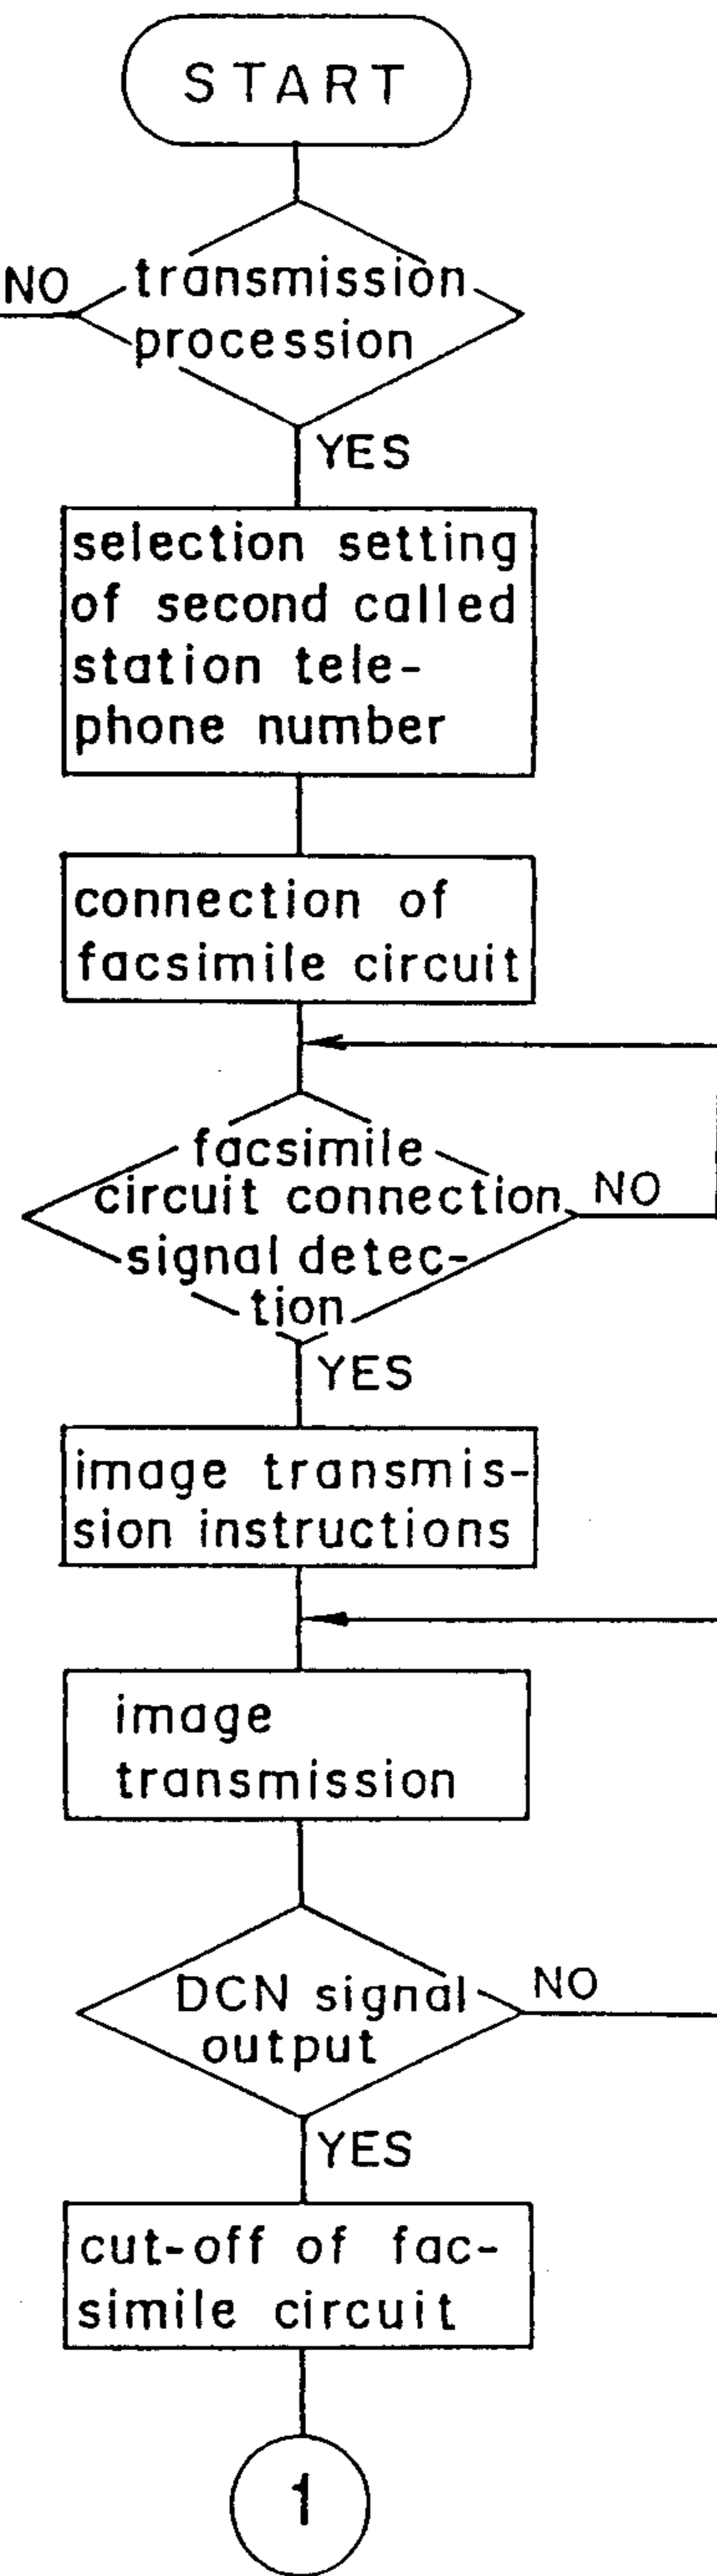 START
NO
transmission
procession
YES
selection setting
of second called
station tele-
phone number
connection of
facsimile circuit
facsimile
circuit connection
NO
signal detec-
tion
YES
image transmis-
sion instructions
image
transmission
DCN signal
NO
output
YES
cut-off of fac-
simile circuit
1